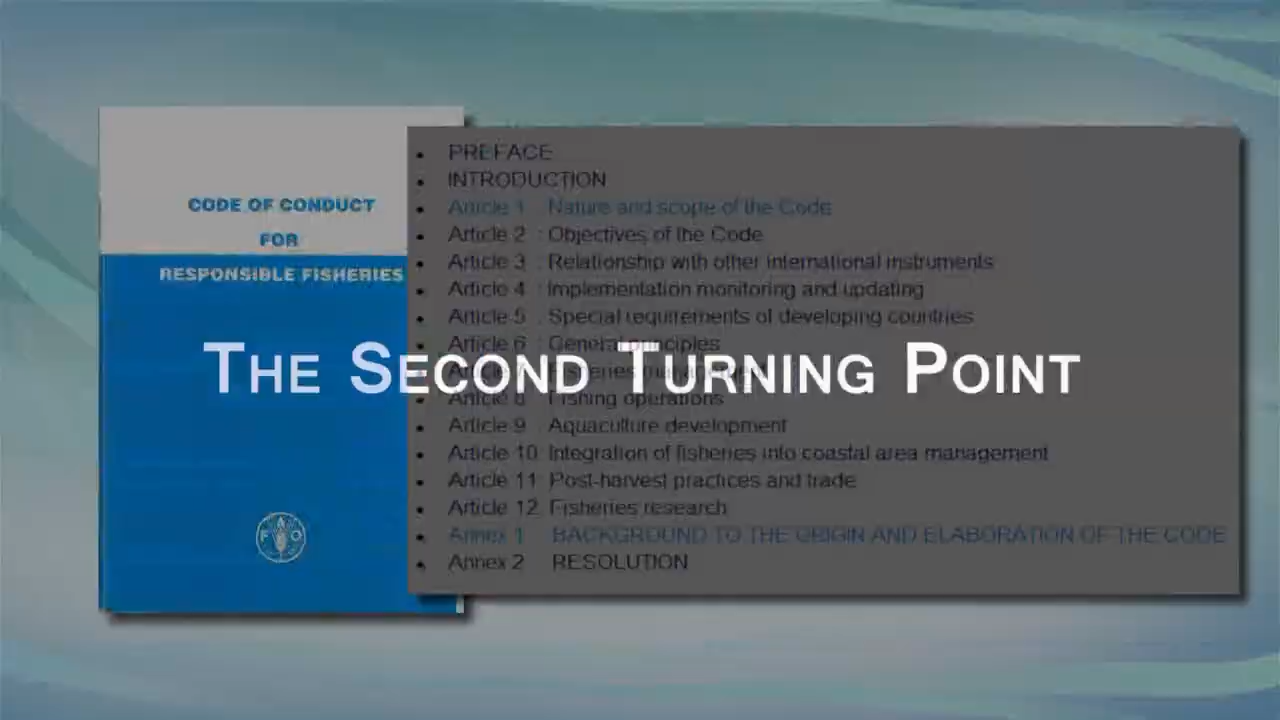 CODE OF CONDUCT
FOR
RESPONSIBLE FISHERIES
F A O
• PREFACE
• INTRODUCTION
• Article 1 : Nature and scope of the Code
• Article 2 : Objectives of the Code
• Article 3 : Relationship with other international instruments
• Article 4 : Implementation monitoring and updating
• Article 5 : Special requirements of developing countries
• Article 6 : General principles
THE SECOND TURNING POINT
• Article 7 : Fisheries management
• Article 8 : Fishing operations
• Article 9 : Aquaculture development
• Article 10 Integration of fisheries into coastal area management
• Article 11 Post-harvest practices and trade
• Article 12 Fisheries research
• Annex 1 BACKGROUND TO THE ORIGIN AND ELABORATION OF THE CODE
• Annex 2 RESOLUTION